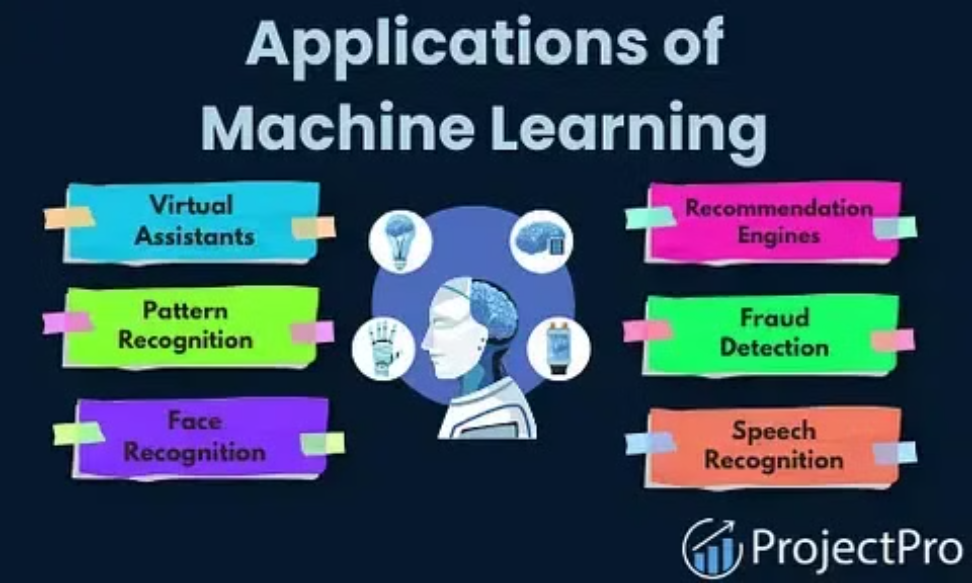 Applications of
Machine Learning
Virtual
Assistants
Pattern
Recognition
Face
Recognition
Recommendation
Engines
Fraud
Detection
Speech
Recognition
ProjectPro